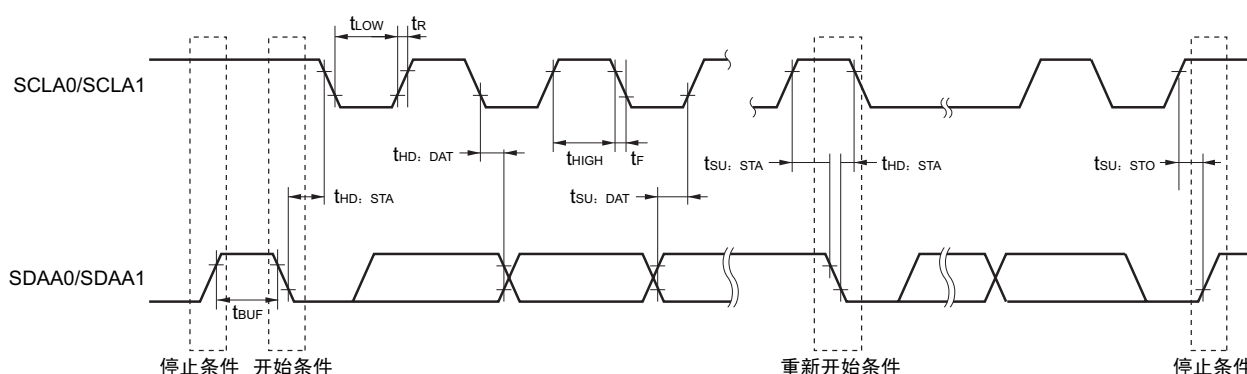 tLOW tR
SCLA0/SCLA1
tHD: DAT tHIGH tF tSU: STA tHD: STA tSU: STO
tHD: STA tSU: DAT
SDAA0/SDAA1
tBUF
停止条件 开始条件 重新开始条件 停止条件